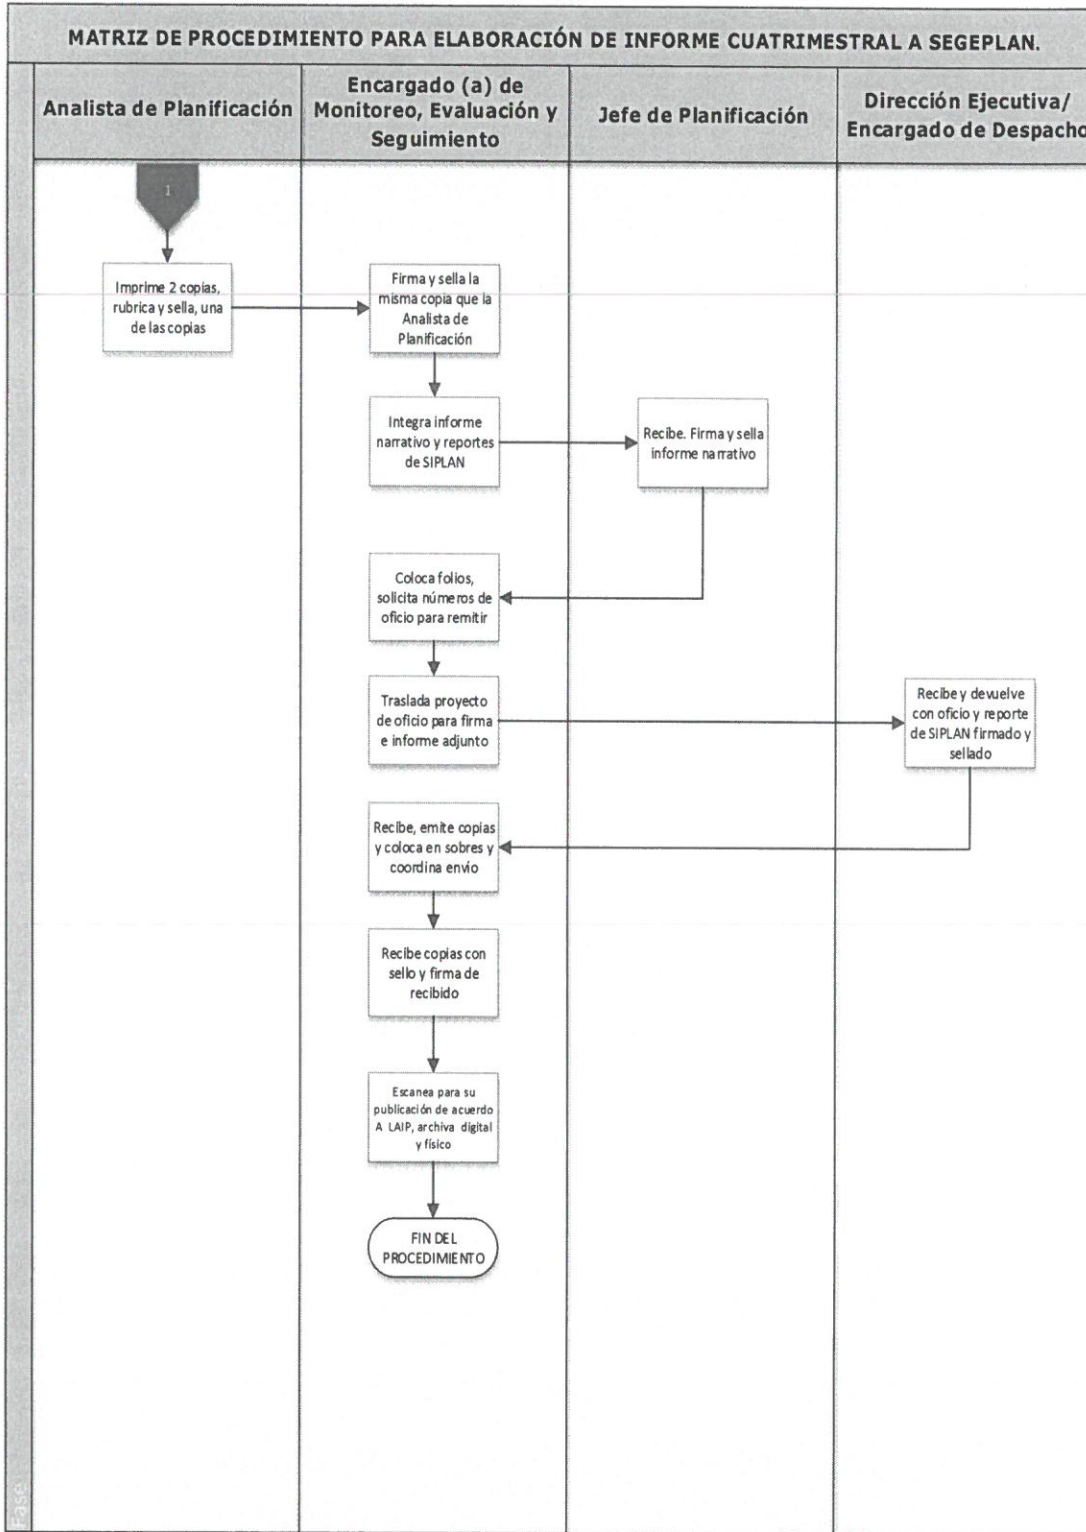 MATRIZ DE PROCEDIMIENTO PARA ELABORACIÓN DE INFORME CUATRIMESTRAL A SEGEPLAN.
Analista de Planificación
Encargado (a) de
Monitoreo, Evaluación y
Seguimiento
Jefe de Planificación
Dirección Ejecutiva/
Encargado de Despacho
1
Imprime 2 copias,
rubrica y sella, una
de las copias
Firma y sella la
misma copia que la
Analista de
Planificación
Integra informe
narrativo y reportes
de SIPLAN
Recibe. Firma y sella
informe narrativo
Coloca folios,
solicita números de
oficio para remitir
Traslada proyecto
de oficio para firma
e informe adjunto
Recibe y devuelve
con oficio y reporte
de SIPLAN firmado y
sellado
Recibe, emite copias
y coloca en sobres y
coordina envío
Recibe copias con
sello y firma de
recibido
Escanea para su
publicación de acuerdo
A LAIP, archiva digital
y físico
FIN DEL
PROCEDIMIENTO
Fase